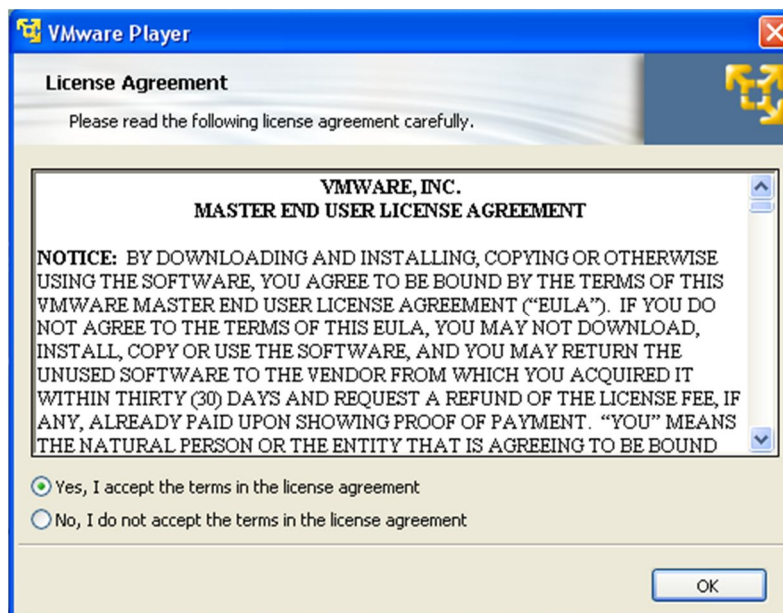 VMware Player
License Agreement
Please read the following license agreement carefully.
VMWARE, INC.
MASTER END USER LICENSE AGREEMENT
NOTICE: BY DOWNLOADING AND INSTALLING, COPYING OR OTHERWISE
USING THE SOFTWARE, YOU AGREE TO BE BOUND BY THE TERMS OF THIS
VMWARE MASTER END USER LICENSE AGREEMENT (“EULA”). IF YOU DO
NOT AGREE TO THE TERMS OF THIS EULA, YOU MAY NOT DOWNLOAD,
INSTALL, COPY OR USE THE SOFTWARE, AND YOU MAY RETURN THE
UNUSED SOFTWARE TO THE VENDOR FROM WHICH YOU ACQUIRED IT
WITHIN THIRTY (30) DAYS AND REQUEST A REFUND OF THE LICENSE FEE, IF
ANY, ALREADY PAID UPON SHOWING PROOF OF PAYMENT. “YOU” MEANS
THE NATURAL PERSON OR THE ENTITY THAT IS AGREEING TO BE BOUND
Yes, I accept the terms in the license agreement
No, I do not accept the terms in the license agreement
OK